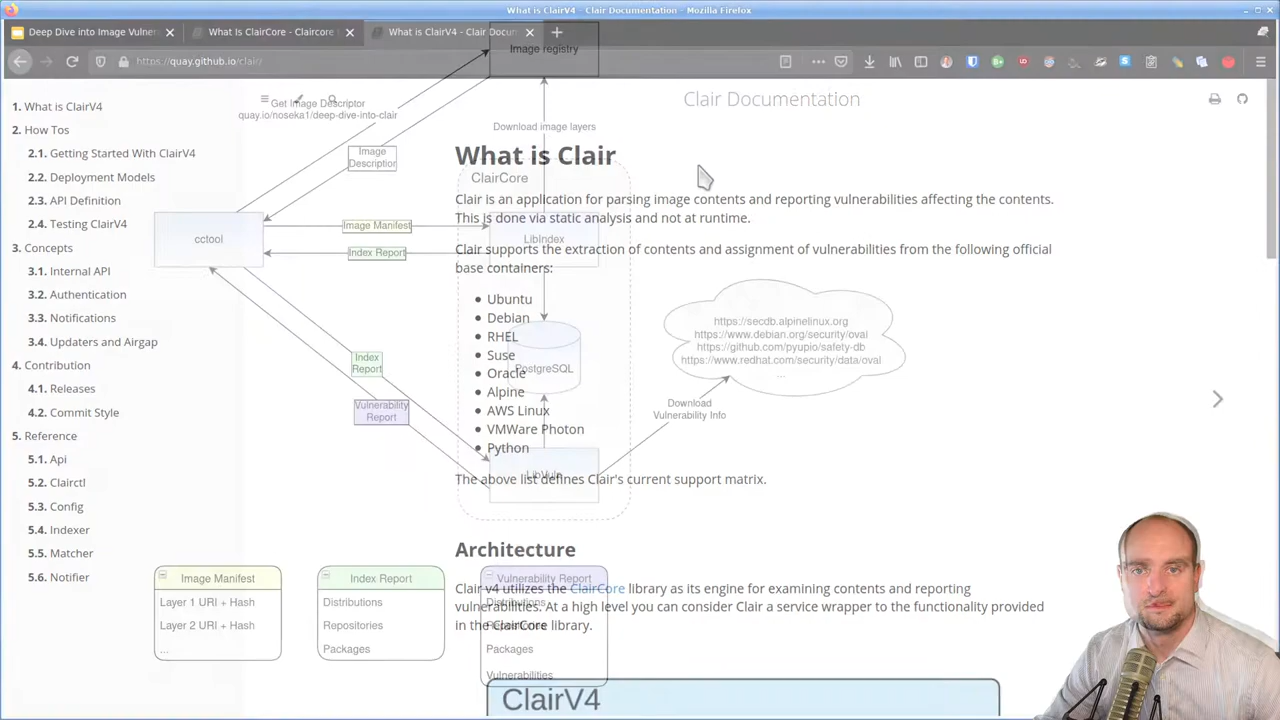 What is ClairV4 - Clair Documentation - Mozilla Firefox
Deep Dive into Image Vulner
What Is ClairCore - Claircore
What is ClairV4 - Clair Docum
https://quay.github.io/clair/
Image registry
1. What is ClairV4
2. How Tos
2.1. Getting Started With ClairV4
2.2. Deployment Models
2.3. API Definition
2.4. Testing ClairV4
3. Concepts
3.1. Internal API
3.2. Authentication
3.3. Notifications
3.4. Updaters and Airgap
4. Contribution
4.1. Releases
4.2. Commit Style
5. Reference
5.1. Api
5.2. Clairctl
5.3. Config
5.4. Indexer
5.5. Matcher
5.6. Notifier
Get Image Descriptor
quay.io/noseka1/deep-dive-into-clair
Image
Description
Download image layers
ClairCore
cctool
Image Manifest
Index Report
LibIndex
PostgreSQL
Index
Report
Vulnerability
Report
LibVuln
https://secdb.alpinelinux.org
https://www.debian.org/security/oval
https://github.com/pyupio/safety-db
https://www.redhat.com/security/data/oval
...
Download
Vulnerability Info
Clair Documentation
What is Clair
Clair is an application for parsing image contents and reporting vulnerabilities affecting the contents.
This is done via static analysis and not at runtime.
Clair supports the extraction of contents and assignment of vulnerabilities from the following official
base containers:
Ubuntu
Debian
RHEL
Suse
Oracle
Alpine
AWS Linux
VMWare Photon
Python
The above list defines Clair's current support matrix.
Architecture
Clair v4 utilizes the ClairCore library as its engine for examining contents and reporting
vulnerabilities. At a high level you can consider Clair a service wrapper to the functionality provided
in the ClairCore library.
Image Manifest
Layer 1 URI + Hash
Layer 2 URI + Hash
...
Index Report
Distributions
Repositories
Packages
Vulnerability Report
Distributions
Repositories
Packages
Vulnerabilities
ClairV4